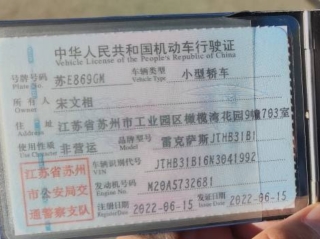 中华人民共和国机动车行驶证
Vehicle License of the People's Republic of China
号牌号码 苏E869GK 车辆类型 小型轿车
Plate No. Vehicle Type
所有人 宋文相
Owner
住址 江苏省苏州市工业园区橄榄湾花园9幢703室
Address
使用性质 非营运 品牌型号 雷克萨斯JTHB31B1
Use Character Model
江苏省苏州 车辆识别代号 JTHB31B16N3041992
VIN
市公安局交 发动机号码 M20A5732681
Engine No.
通警察支队 注册日期 2022-06-15 发证日期 2022-06-15
Register Date Issue Date